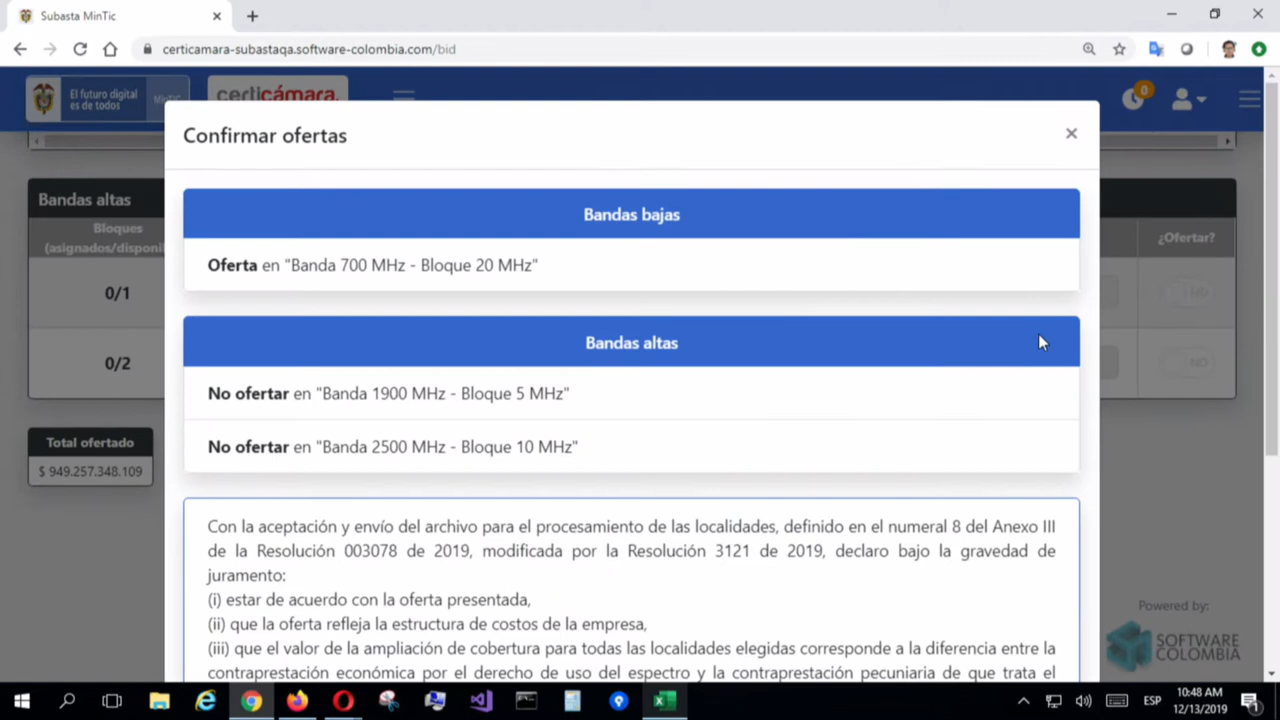 Subasta MinTic
certicamara-subastaqa.software-colombia.com/bid
El futuro digital
es de todos
MinTIC
certicámara.
0
Confirmar ofertas
Bandas bajas
Oferta en "Banda 700 MHz - Bloque 20 MHz"
Bandas altas
No ofertar en "Banda 1900 MHz - Bloque 5 MHz"
No ofertar en "Banda 2500 MHz - Bloque 10 MHz"
Con la aceptación y envío del archivo para el procesamiento de las localidades, definido en el numeral 8 del Anexo III
de la Resolución 003078 de 2019, modificada por la Resolución 3121 de 2019, declaro bajo la gravedad de
juramento:
(i) estar de acuerdo con la oferta presentada,
(ii) que la oferta refleja la estructura de costos de la empresa,
(iii) que el valor de la ampliación de cobertura para todas las localidades elegidas corresponde a la diferencia entre la
contraprestación económica por el derecho de uso del espectro y la contraprestación pecuniaria de que trata el
Bandas altas
Bloques
(asignados/disponi
¿Ofertar?
0/1
NO
0/2
NO
Total ofertado
$ 949.257.348.109
Powered by:
SOFTWARE
COLOMBIA
ESP
10:48 AM
12/13/2019
1